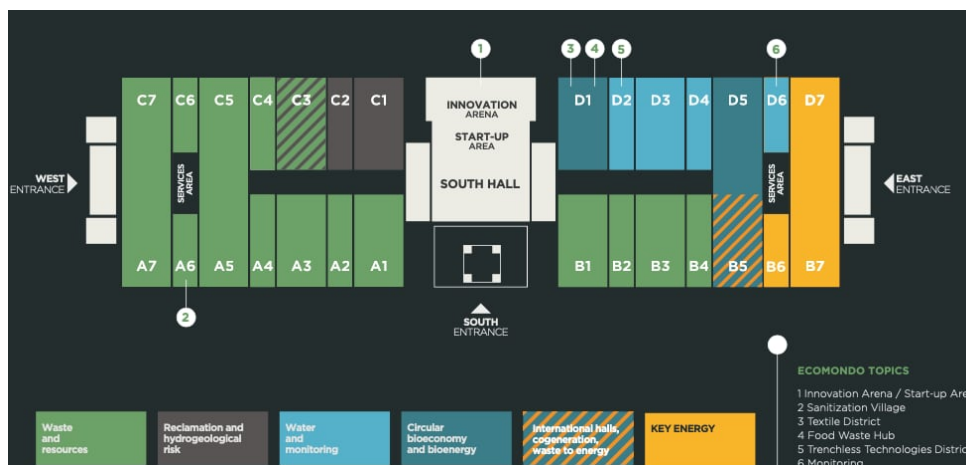 1
3
4
5
6
C7
C6
C5
C4
C3
C2
C1
INNOVATION
ARENA
START-UP
AREA
SOUTH HALL
D1
D2
D3
D4
D5
D6
D7
WEST
ENTRANCE
SERVICES
AREA
SERVICES
AREA
EAST
ENTRANCE
A7
A6
A5
A4
A3
A2
A1
B1
B2
B3
B4
B5
B6
B7
2
SOUTH
ENTRANCE
Waste
and
resources
Reclamation and
hydrogeological
risk
Water
and
monitoring
Circular
bioeconomy
and bioenergy
International halls,
cogeneration,
waste to energy
KEY ENERGY
ECOMONDO TOPICS
1 Innovation Arena / Start-up Are
2 Sanitization Village
3 Textile District
4 Food Waste Hub
5 Trenchless Technologies Distric
6 Monitoring